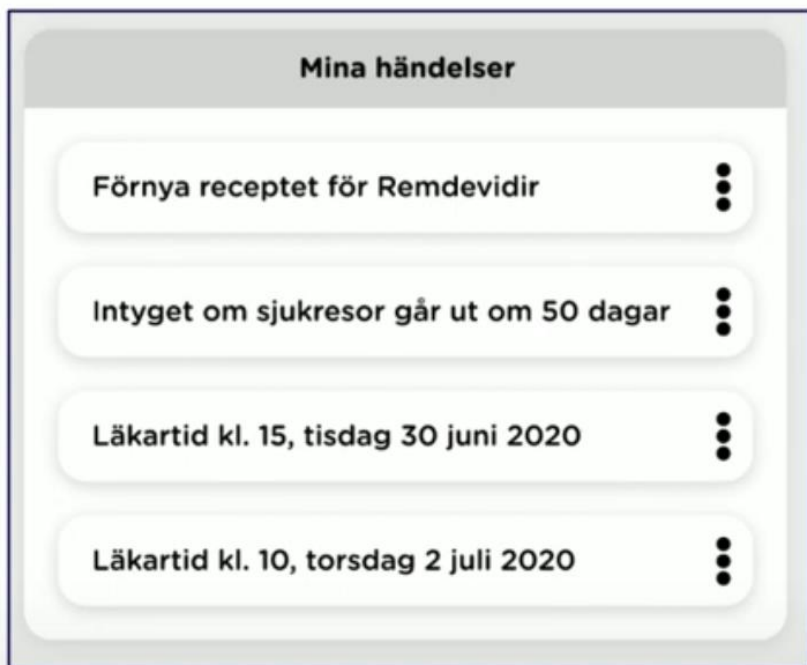 Mina händelser
Förnya receptet för Remdevidir
Intyget om sjukresor går ut om 50 dagar
Läkartid kl. 15, tisdag 30 juni 2020
Läkartid kl. 10, torsdag 2 juli 2020